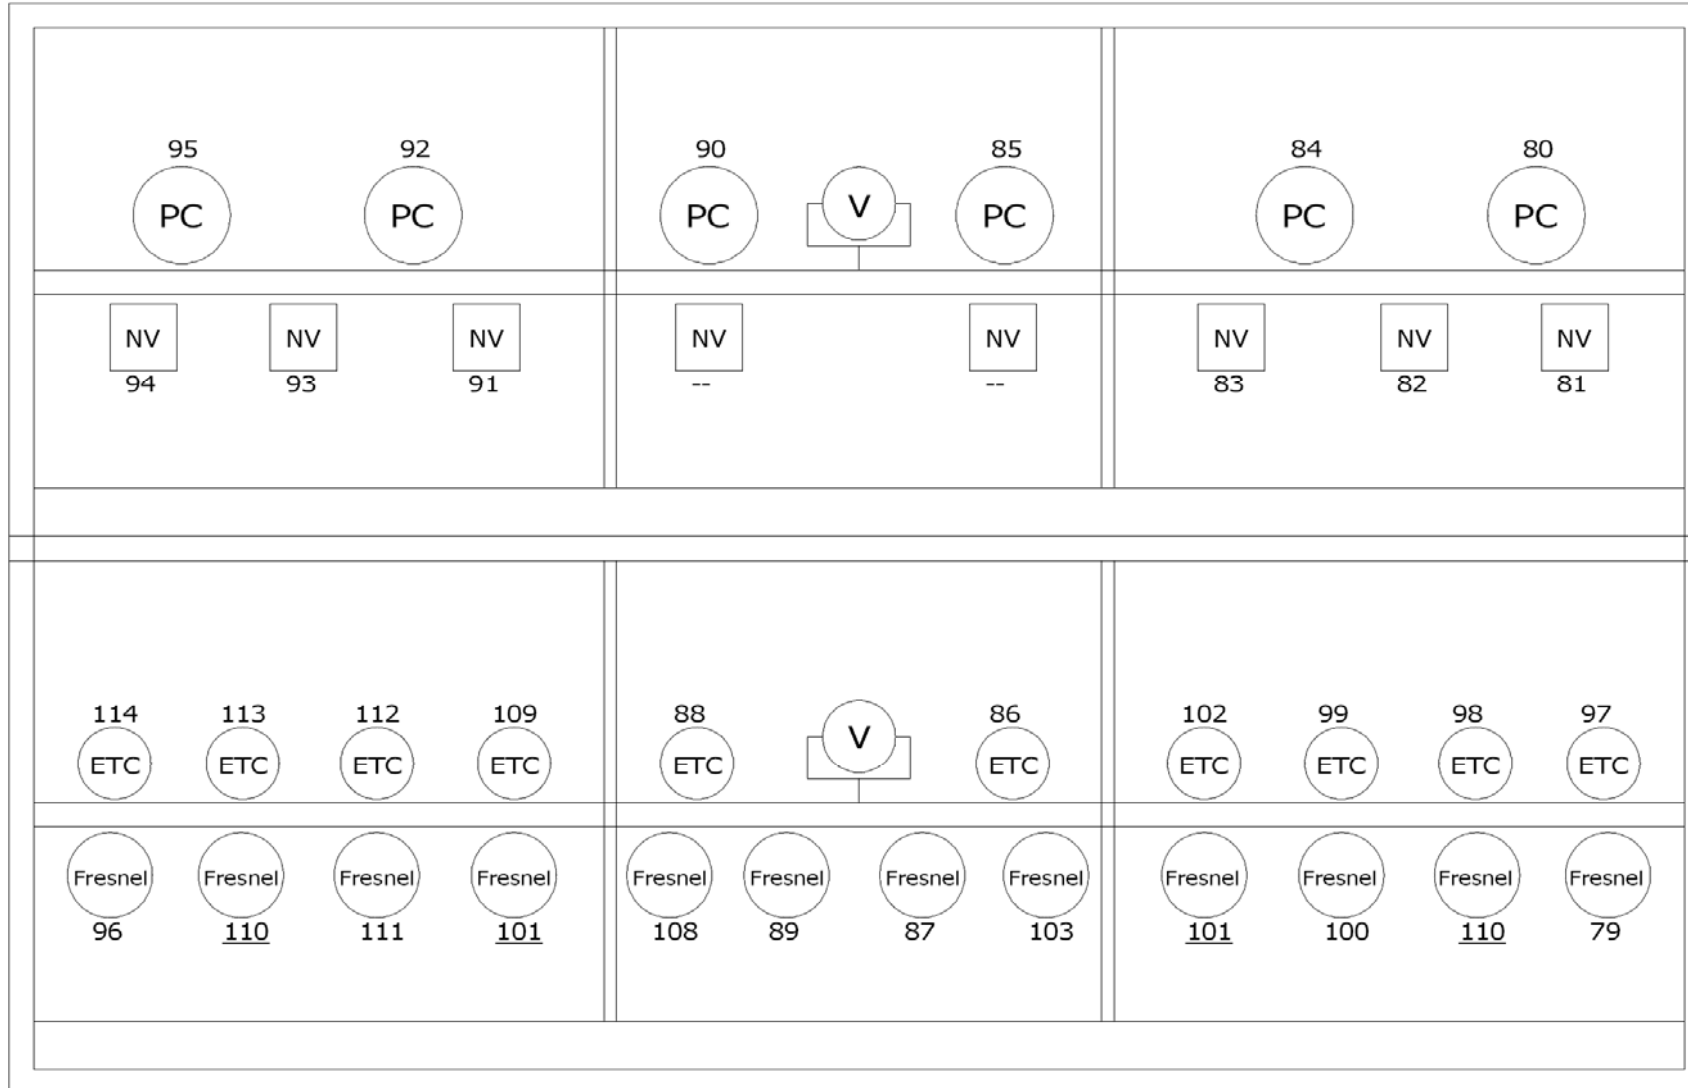 95 92 90 85 84 80
PC PC PC V PC PC PC
NV NV NV NV NV NV NV NV
94 93 91 -- -- 83 82 81
114 113 112 109 88 86 102 99 98 97
ETC ETC ETC ETC ETC V ETC ETC ETC ETC ETC
Fresnel Fresnel Fresnel Fresnel Fresnel Fresnel Fresnel Fresnel Fresnel Fresnel Fresnel Fresnel
96 110 111 101 108 89 87 103 101 100 110 79